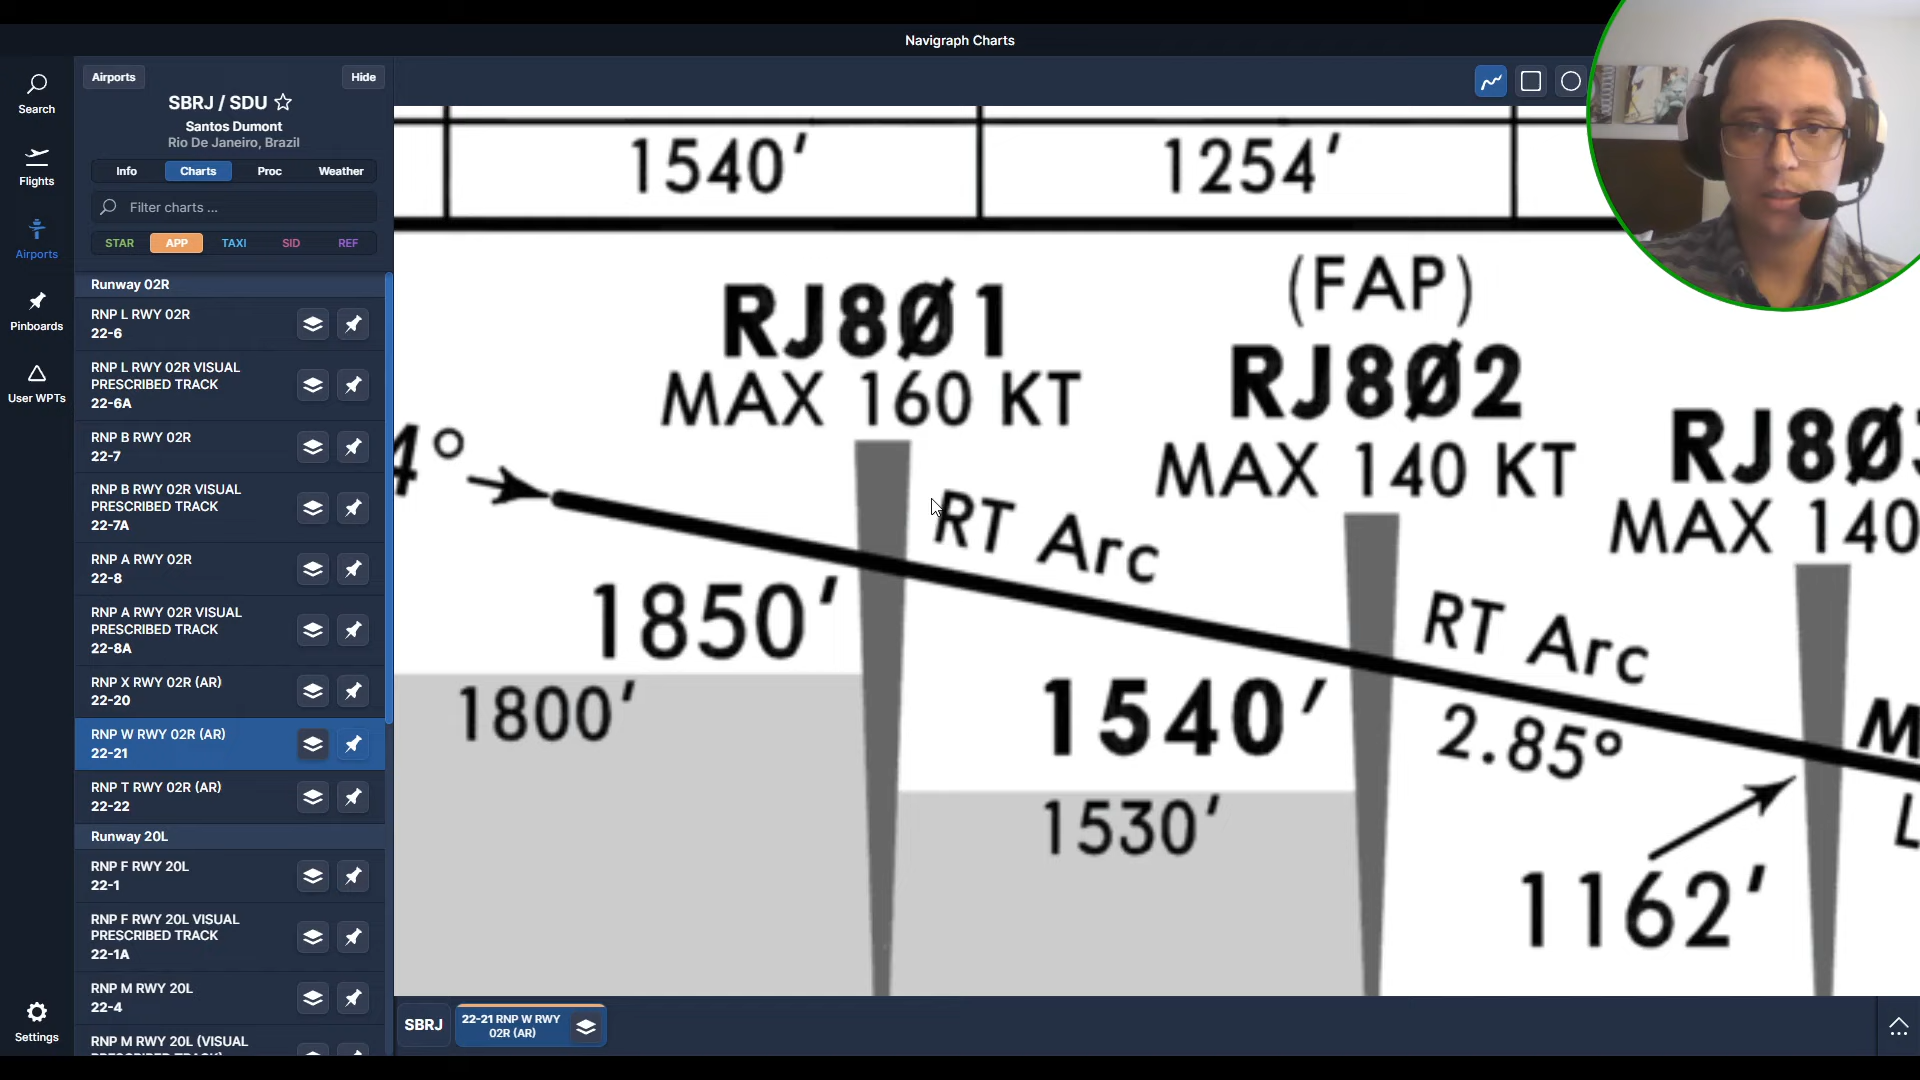 Navigraph Charts
Search
Flights
Airports
Pinboards
User WPTs
Settings
Airports
Hide
SBRJ / SDU
Santos Dumont
Rio De Janeiro, Brazil
Info
Charts
Proc
Weather
Filter charts ...
STAR
APP
TAXI
SID
REF
Runway 02R
RNP L RWY 02R
22-6
RNP L RWY 02R VISUAL
PRESCRIBED TRACK
22-6A
RNP B RWY 02R
22-7
RNP B RWY 02R VISUAL
PRESCRIBED TRACK
22-7A
RNP A RWY 02R
22-8
RNP A RWY 02R VISUAL
PRESCRIBED TRACK
22-8A
RNP X RWY 02R (AR)
22-20
RNP W RWY 02R (AR)
22-21
RNP T RWY 02R (AR)
22-22
Runway 20L
RNP F RWY 20L
22-1
RNP F RWY 20L VISUAL
PRESCRIBED TRACK
22-1A
RNP M RWY 20L
22-4
RNP M RWY 20L (VISUAL
PRESCRIBED TRACK)
1540′
1254′
RJ8Ø1
MAX 160 KT
(FAP)
RJ8Ø2
MAX 140 KT
RJ8Ø3
MAX 140
4°
RT Arc
RT Arc
1850′
1800′
1540′
1530′
2.85°
1162′
M
L
SBRJ
22-21 RNP W RWY
02R (AR)